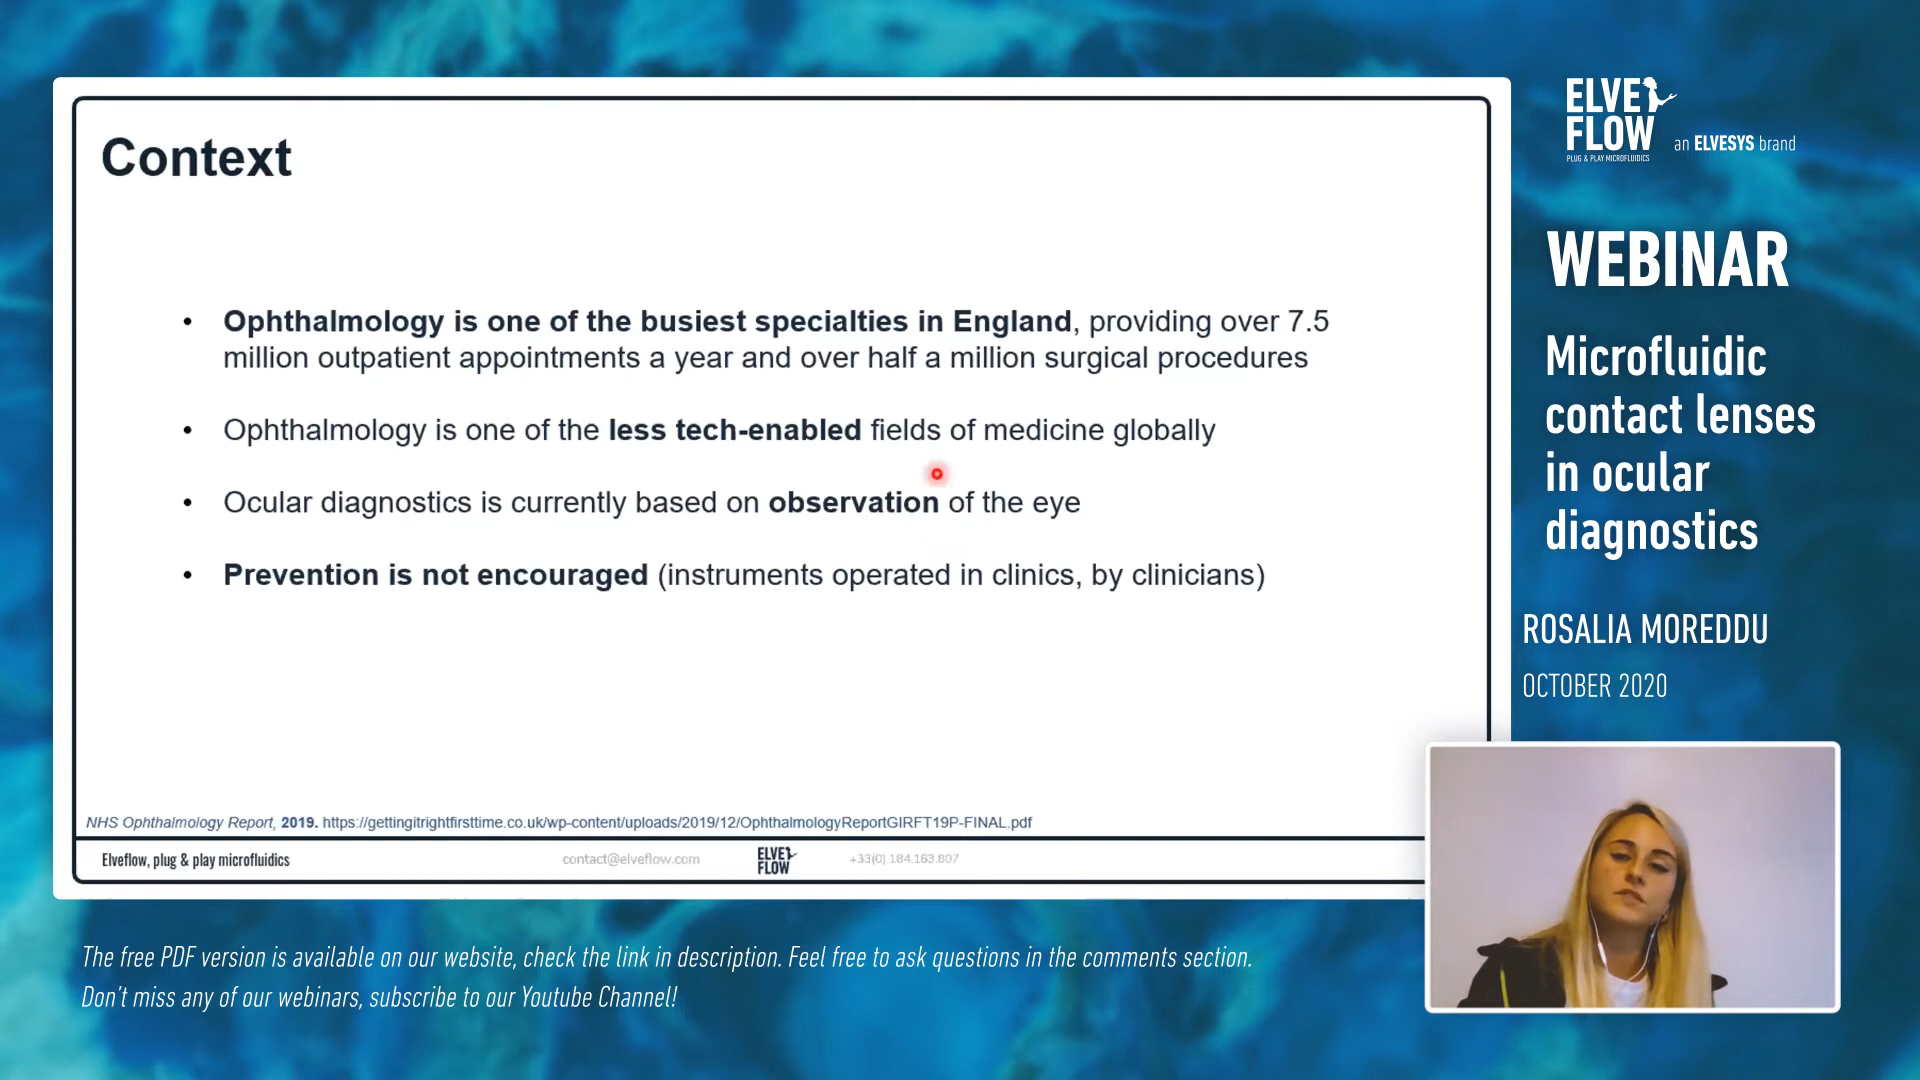 Context
• Ophthalmology is one of the busiest specialties in England, providing over 7.5
million outpatient appointments a year and over half a million surgical procedures
• Ophthalmology is one of the less tech-enabled fields of medicine globally
• Ocular diagnostics is currently based on observation of the eye
• Prevention is not encouraged (instruments operated in clinics, by clinicians)
NHS Ophthalmology Report, 2019. https://gettingitrightfirsttime.co.uk/wp-content/uploads/2019/12/OphthalmologyReportGIRFT19P-FINAL.pdf
Elveflow, plug & play microfluidics
contact@elveflow.com
ELVE
FLOW
+33(0).184.163.807
ELVE
FLOW
PLUG & PLAY MICROFLUIDICS
an ELVESYS brand
WEBINAR
Microfluidic
contact lenses
in ocular
diagnostics
ROSALIA MOREDDU
OCTOBER 2020
The free PDF version is available on our website, check the link in description. Feel free to ask questions in the comments section.
Don't miss any of our webinars, subscribe to our Youtube Channel!